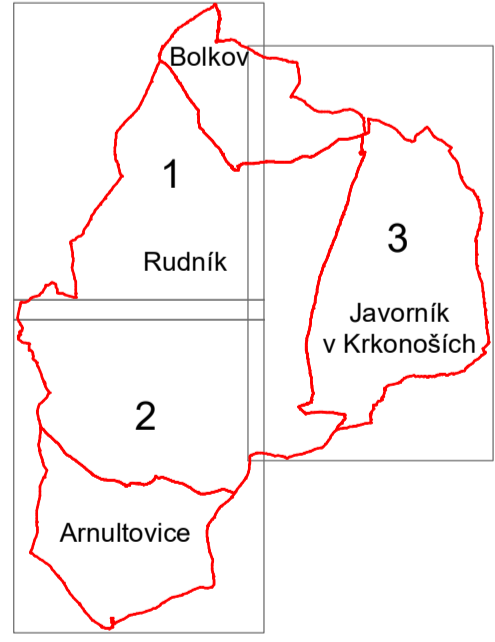 Bolkov
1
Rudník
3
Javorník
v Krkonoších
2
Arnultovice